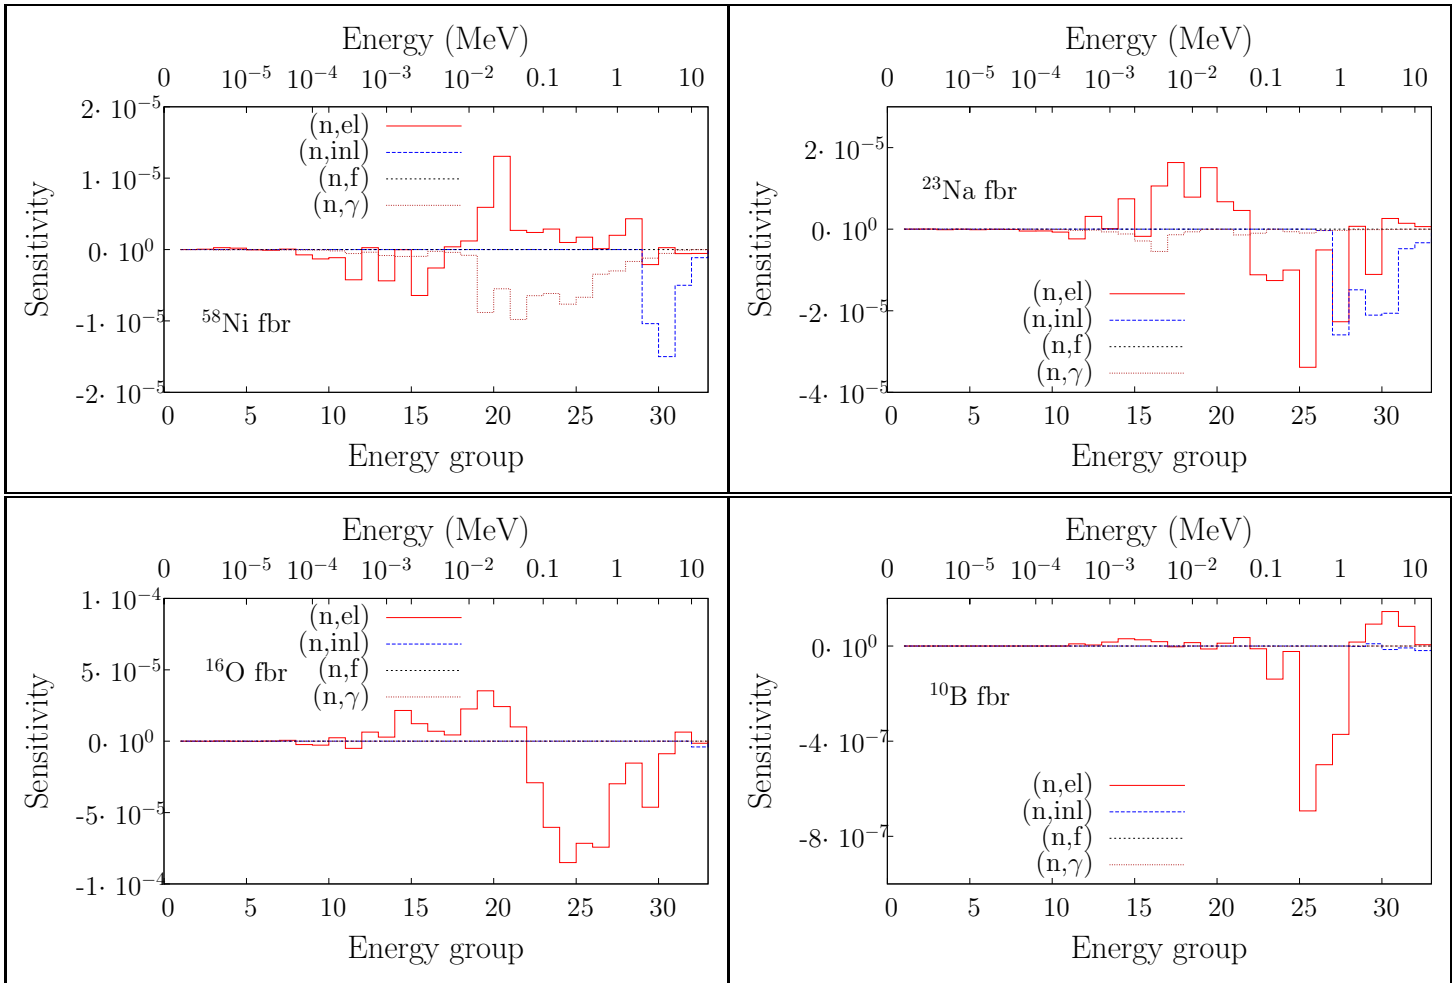 Energy (MeV)
0 10⁻⁵ 10⁻⁴ 10⁻³ 10⁻² 0.1 1 10
2· 10⁻⁵
1· 10⁻⁵
0· 10⁰
-1· 10⁻⁵
-2· 10⁻⁵
Sensitivity
(n,el)
(n,inl)
(n,f)
(n,γ)
⁵⁸Ni fbr
0 5 10 15 20 25 30
Energy group
Energy (MeV)
0 10⁻⁵ 10⁻⁴ 10⁻³ 10⁻² 0.1 1 10
2· 10⁻⁵
0· 10⁰
-2· 10⁻⁵
-4· 10⁻⁵
Sensitivity
²³Na fbr
(n,el)
(n,inl)
(n,f)
(n,γ)
0 5 10 15 20 25 30
Energy group
Energy (MeV)
0 10⁻⁵ 10⁻⁴ 10⁻³ 10⁻² 0.1 1 10
1· 10⁻⁴
5· 10⁻⁵
0· 10⁰
-5· 10⁻⁵
-1· 10⁻⁴
Sensitivity
(n,el)
(n,inl)
(n,f)
(n,γ)
¹⁶O fbr
0 5 10 15 20 25 30
Energy group
Energy (MeV)
0 10⁻⁵ 10⁻⁴ 10⁻³ 10⁻² 0.1 1 10
0· 10⁰
-4· 10⁻⁷
-8· 10⁻⁷
Sensitivity
¹⁰B fbr
(n,el)
(n,inl)
(n,f)
(n,γ)
0 5 10 15 20 25 30
Energy group